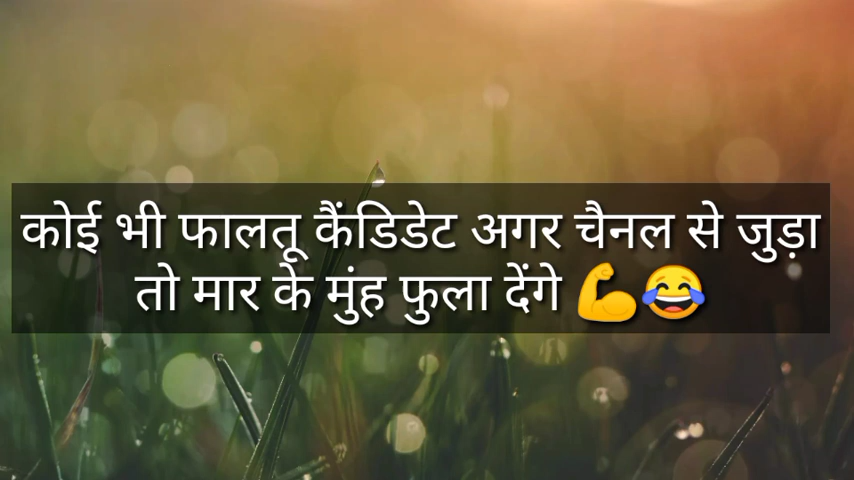 कोई भी फालतू कैंडिडेट अगर चैनल से जुड़ा
तो मार के मुंह फुला देंगे 💪😂